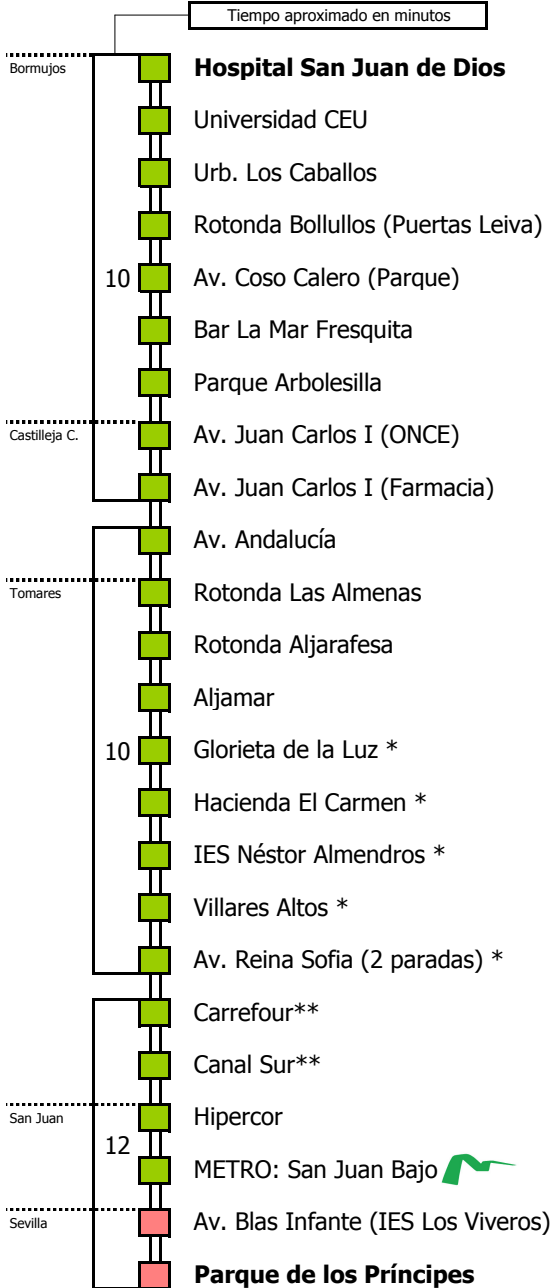 Tiempo aproximado en minutos
Bormujos
Hospital San Juan de Dios
Universidad CEU
Urb. Los Caballos
Rotonda Bollullos (Puertas Leiva)
10
Av. Coso Calero (Parque)
Bar La Mar Fresquita
Parque Arbolesilla
Castilleja C.
Av. Juan Carlos I (ONCE)
Av. Juan Carlos I (Farmacia)
Av. Andalucía
Tomares
Rotonda Las Almenas
Rotonda Aljarafesa
Aljamar
10
Glorieta de la Luz *
Hacienda El Carmen *
IES Néstor Almendros *
Villares Altos *
Av. Reina Sofia (2 paradas) *
Carrefour**
Canal Sur**
San Juan
Hipercor
12
METRO: San Juan Bajo
Sevilla
Av. Blas Infante (IES Los Viveros)
Parque de los Príncipes